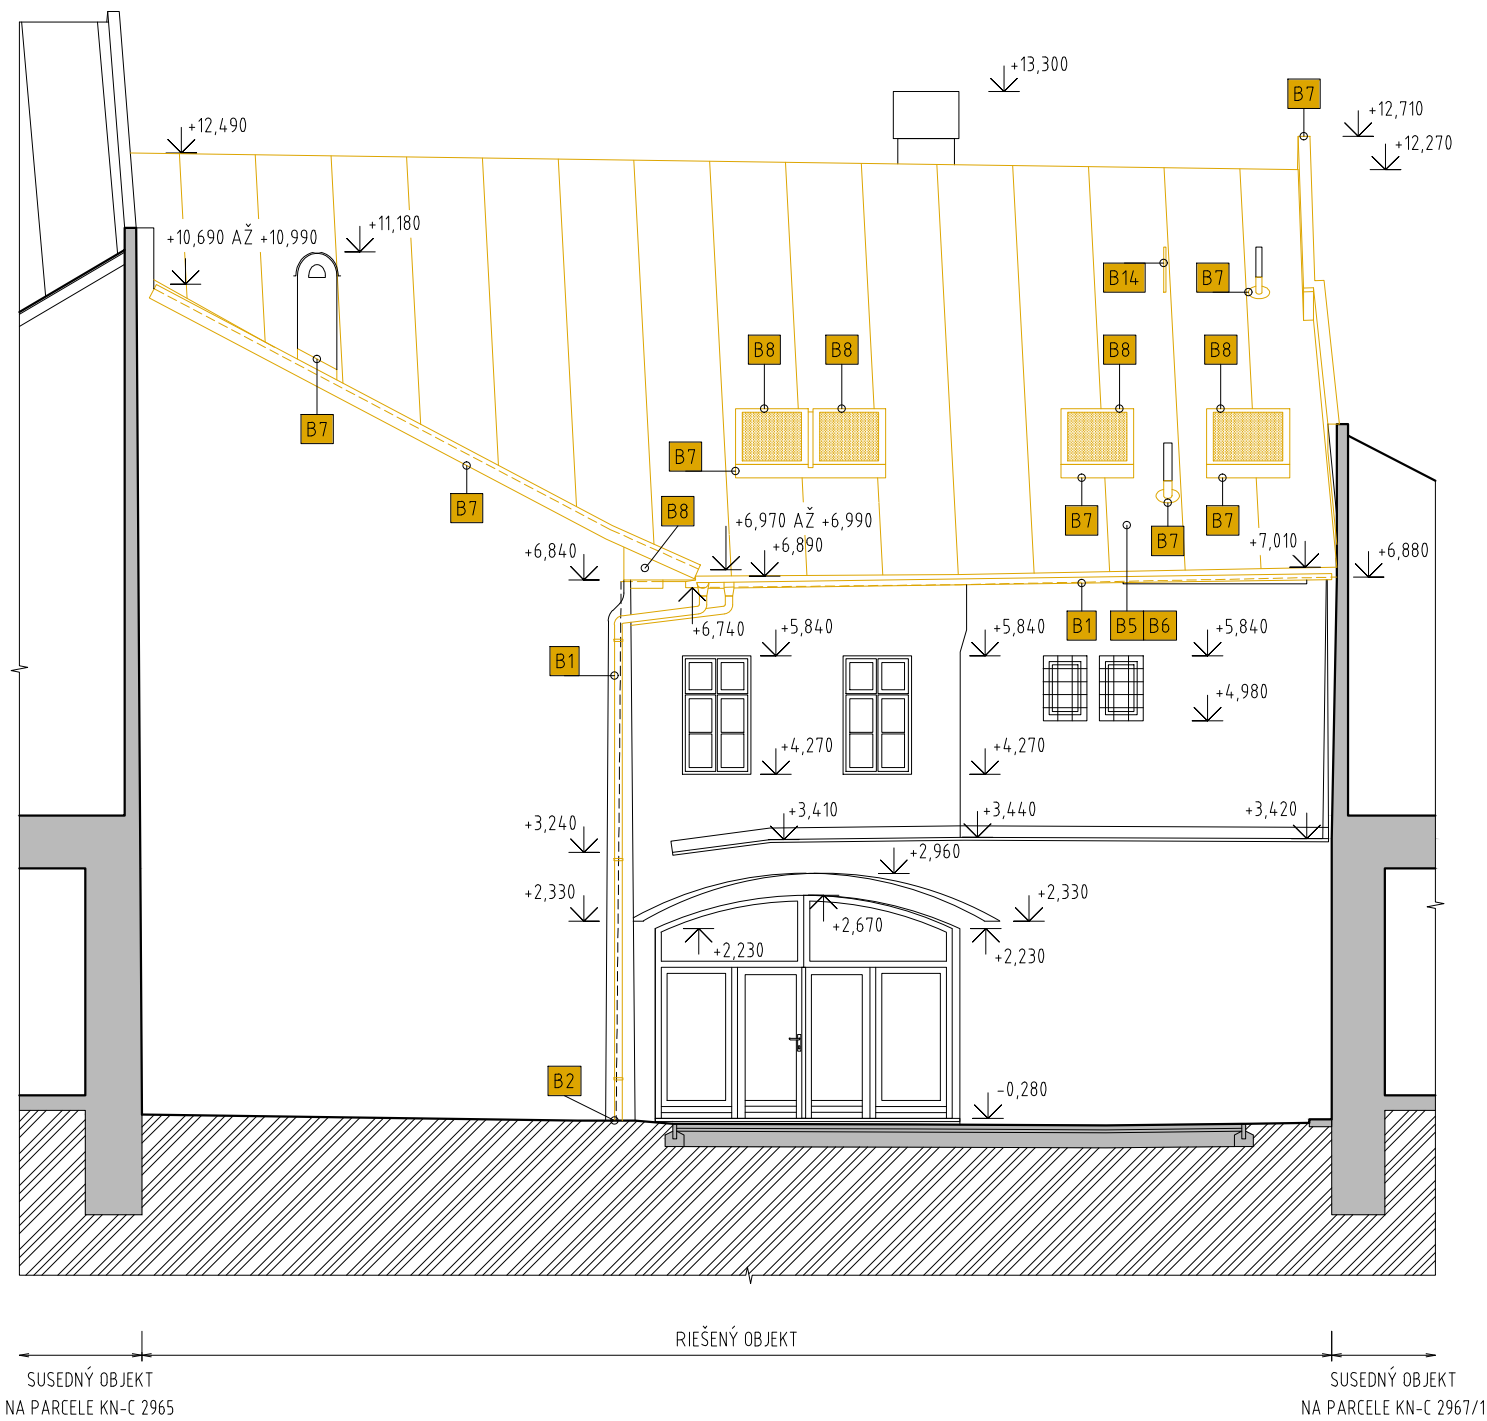 +13,300
B7
+12,710
+12,490
+12,270
+11,180
+10,690 AŽ +10,990
B14
B7
B8
B8
B8
B8
B7
B7
B7
B8
B7
B7
B7
+6,970 AŽ +6,990
+6,840
+6,890
+7,010
+6,880
+6,740
+5,840
+5,840
B1
B5
B6
+5,840
B1
+4,980
+4,270
+4,270
+3,240
+3,410
+3,440
+3,420
+2,960
+2,330
+2,330
+2,670
+2,230
+2,230
B2
-0,280
RIEŠENÝ OBJEKT
SUSEDNÝ OBJEKT
NA PARCELE KN-C 2965
SUSEDNÝ OBJEKT
NA PARCELE KN-C 2967/1